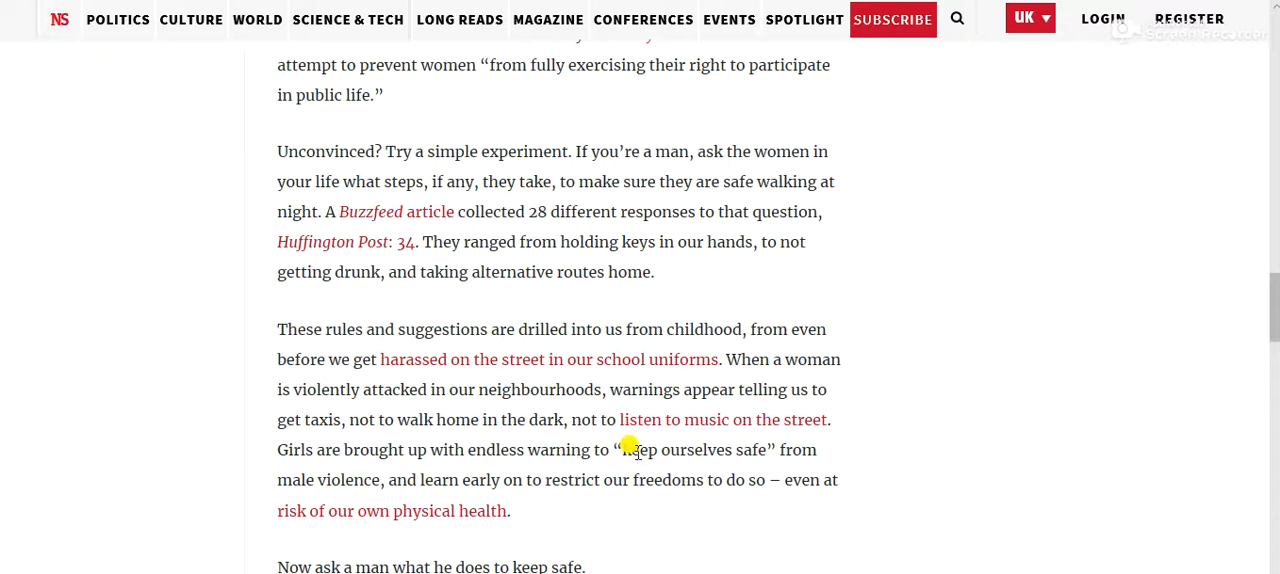 NS POLITICS CULTURE WORLD SCIENCE & TECH LONG READS MAGAZINE CONFERENCES EVENTS SPOTLIGHT SUBSCRIBE UK LOGIN REGISTER
Screen Recorder
attempt to prevent women “from fully exercising their right to participate
in public life.”
Unconvinced? Try a simple experiment. If you’re a man, ask the women in
your life what steps, if any, they take, to make sure they are safe walking at
night. A Buzzfeed article collected 28 different responses to that question,
Huffington Post: 34. They ranged from holding keys in our hands, to not
getting drunk, and taking alternative routes home.
These rules and suggestions are drilled into us from childhood, from even
before we get harassed on the street in our school uniforms. When a woman
is violently attacked in our neighbourhoods, warnings appear telling us to
get taxis, not to walk home in the dark, not to listen to music on the street.
Girls are brought up with endless warning to “keep ourselves safe” from
male violence, and learn early on to restrict our freedoms to do so – even at
risk of our own physical health.
Now ask a man what he does to keep safe.